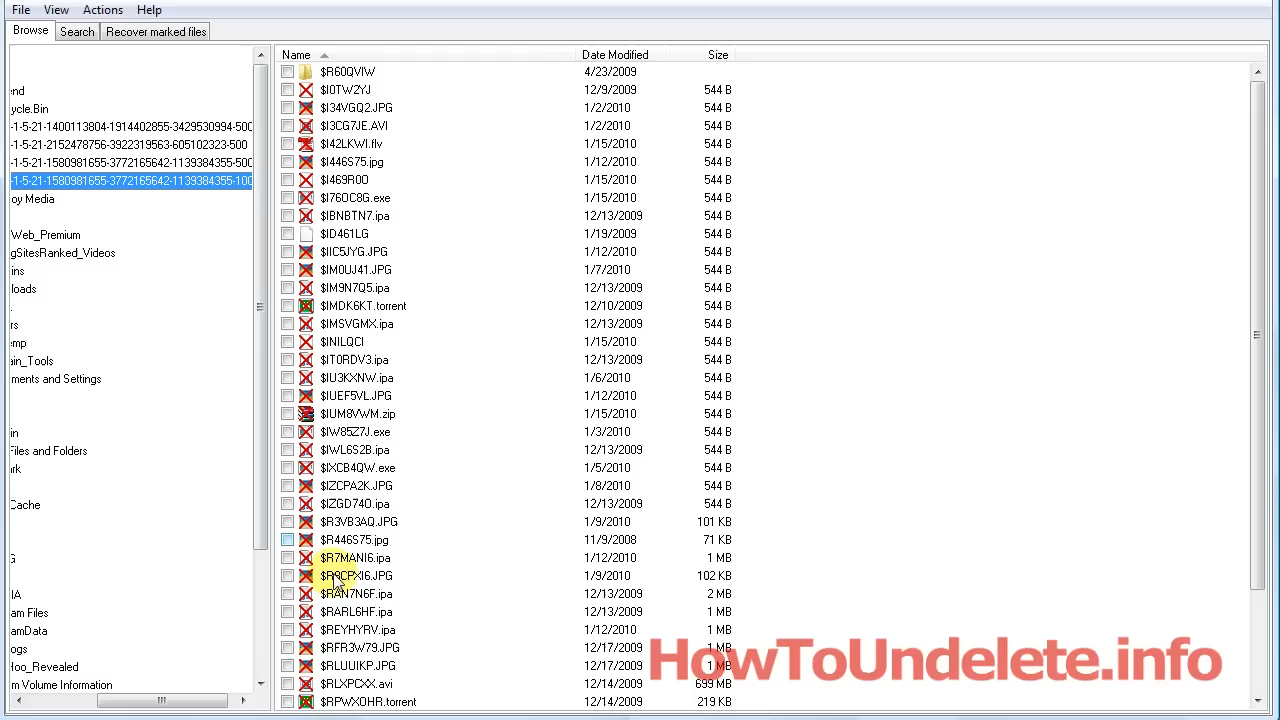 File View Actions Help
Browse Search Recover marked files
Name Date Modified Size
end
ycle.Bin
-1-5-21-1400113804-1914402855-3429530994-500
-1-5-21-2152478756-3922319563-605102323-500
-1-5-21-1580981655-3772165642-1139384355-500
-1-5-21-1580981655-3772165642-1139384355-100
oy Media
Web_Premium
gSitesRanked_Videos
ins
loads
rs
emp
ain_Tools
ments and Settings
in
Files and Folders
ark
Cache
G
IA
am Files
amData
ogs
Hoo_Revealed
m Volume Information
$R60QVIW 4/23/2009
$I0TW2YJ 12/9/2009 544 B
$I34VGQ2.JPG 1/2/2010 544 B
$I3CG7JE.AVI 1/2/2010 544 B
$I42LKWI.flv 1/15/2010 544 B
$I446S75.jpg 1/12/2010 544 B
$I469R0O 1/15/2010 544 B
$I76OC8G.exe 1/15/2010 544 B
$IBNBTN7.ipa 12/13/2009 544 B
$ID461LG 1/19/2009 544 B
$IIC5JYG.JPG 1/12/2010 544 B
$IM0UJ41.JPG 1/7/2010 544 B
$IM9N7Q5.ipa 12/13/2009 544 B
$IMDK6KT.torrent 12/10/2009 544 B
$IMSVGMX.ipa 12/13/2009 544 B
$INILQCI 1/15/2010 544 B
$IT0RDV3.ipa 12/13/2009 544 B
$IU3KXNW.ipa 1/6/2010 544 B
$IUEF5VL.JPG 1/12/2010 544 B
$IUM8VWM.zip 1/15/2010 544 B
$IW85Z7J.exe 1/3/2010 544 B
$IWL6S2B.ipa 12/13/2009 544 B
$IXCB4QW.exe 1/5/2010 544 B
$IZCPA2K.JPG 1/8/2010 544 B
$IZGD74O.ipa 12/13/2009 544 B
$R3VB3AQ.JPG 1/9/2010 101 KB
$R446S75.jpg 11/9/2008 71 KB
$R7MANI6.ipa 1/12/2010 1 MB
$R8CPXI6.JPG 1/9/2010 102 KB
$RAN7N6F.ipa 12/13/2009 2 MB
$RARL6HF.ipa 12/13/2009 1 MB
$REYHYRV.ipa 1/12/2010 1 MB
$RFR3W79.JPG 12/17/2009 1 MB
$RLUUIKP.JPG 12/17/2009 1 MB
$RLXPCXX.avi 12/14/2009 699 MB
$RPWXOHR.torrent 12/14/2009 219 KB
HowToUndelete.info